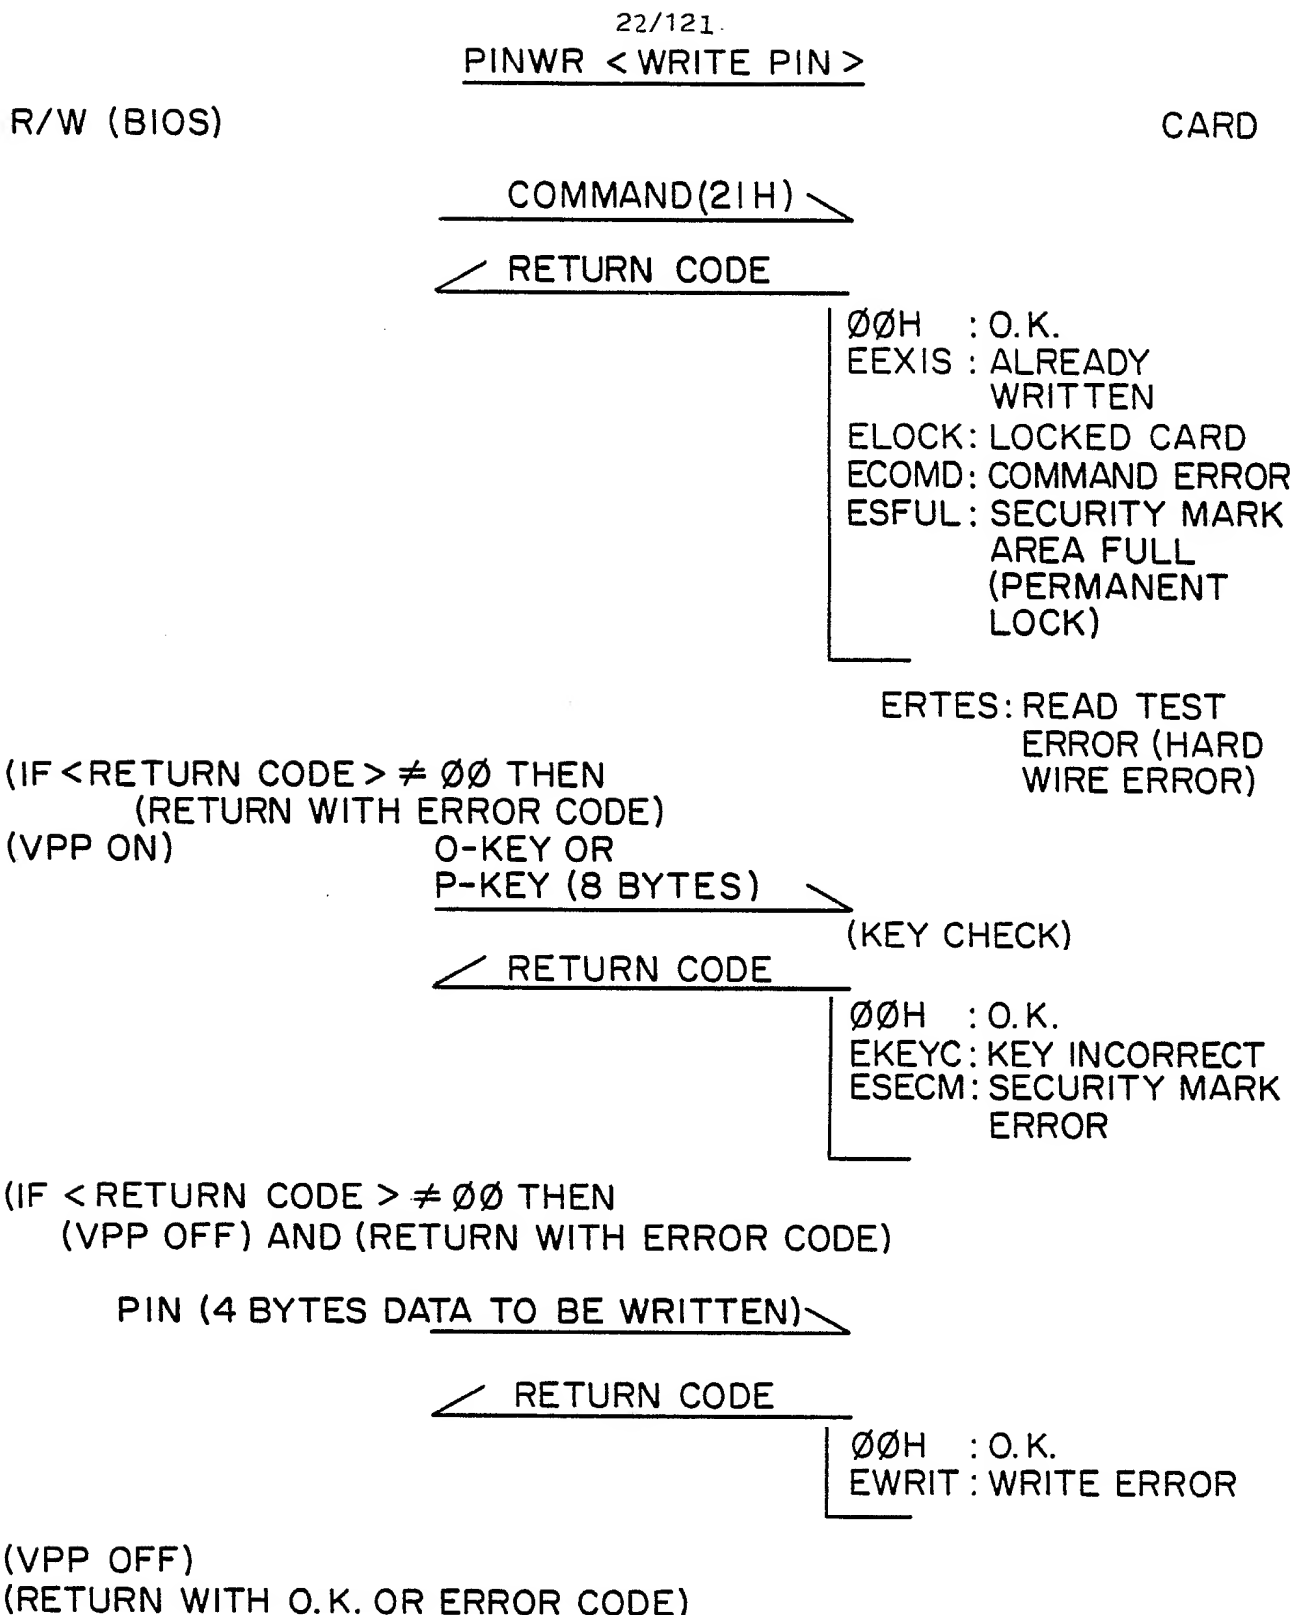 22/121.
PINWR <WRITE PIN>
R/W (BIOS)
CARD
COMMAND(21H)
RETURN CODE
ØØH : O.K.
EEXIS : ALREADY
WRITTEN
ELOCK: LOCKED CARD
ECOMD: COMMAND ERROR
ESFUL: SECURITY MARK
AREA FULL
(PERMANENT
LOCK)
ERTES: READ TEST
ERROR (HARD
WIRE ERROR)
(IF <RETURN CODE> ≠ ØØ THEN
(RETURN WITH ERROR CODE)
(VPP ON)
O-KEY OR
P-KEY (8 BYTES)
(KEY CHECK)
RETURN CODE
ØØH : O.K.
EKEYC: KEY INCORRECT
ESECM: SECURITY MARK
ERROR
(IF <RETURN CODE> ≠ ØØ THEN
(VPP OFF) AND (RETURN WITH ERROR CODE)
PIN (4 BYTES DATA TO BE WRITTEN)
RETURN CODE
ØØH : O.K.
EWRIT : WRITE ERROR
(VPP OFF)
(RETURN WITH O.K. OR ERROR CODE)